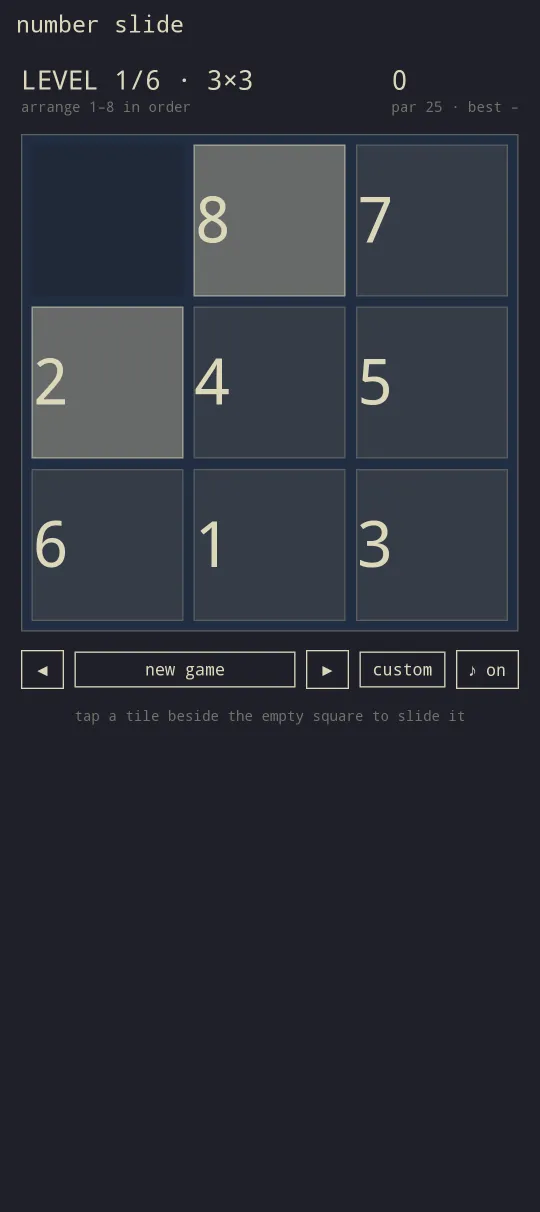 number slide
LEVEL 1/6 · 3×3 0
arrange 1–8 in order par 25 · best –
8 7
2 4 5
6 1 3
◀ new game ▶ custom ♪ on
tap a tile beside the empty square to slide it